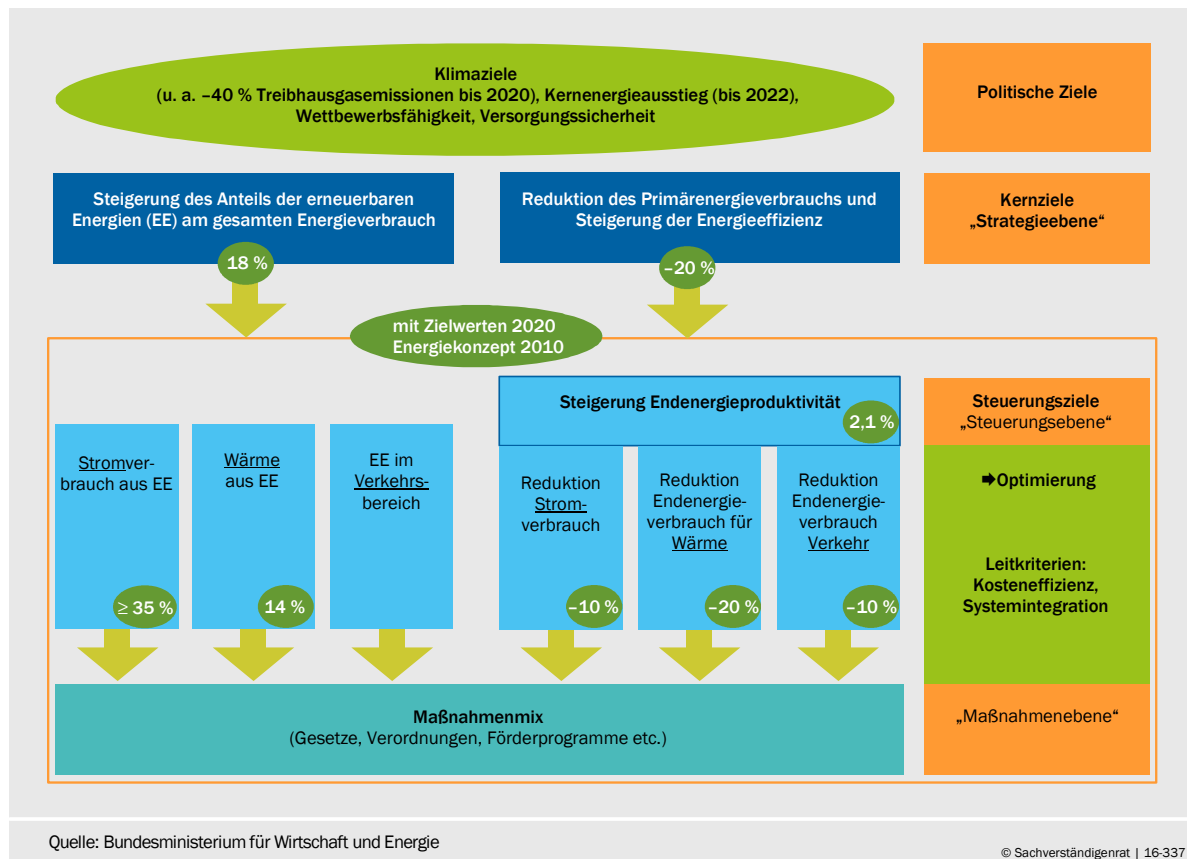 Klimaziele
(u. a. –40 % Treibhausgasemissionen bis 2020), Kernenergieausstieg (bis 2022),
Wettbewerbsfähigkeit, Versorgungssicherheit
Politische Ziele
Steigerung des Anteils der erneuerbaren
Energien (EE) am gesamten Energieverbrauch
18 %
Reduktion des Primärenergieverbrauchs und
Steigerung der Energieeffizienz
–20 %
Kernziele
„Strategieebene“
mit Zielwerten 2020
Energiekonzept 2010
Steigerung Endenergieproduktivität
2,1 %
Steuerungsziele
„Steuerungsebene“
Stromver-
brauch aus EE
≥ 35 %
Wärme
aus EE
14 %
EE im
Verkehrs-
bereich
Reduktion
Strom-
verbrauch
–10 %
Reduktion
Endenergie-
verbrauch für
Wärme
–20 %
Reduktion
Endenergie-
verbrauch
Verkehr
–10 %
➡Optimierung
Leitkriterien:
Kosteneffizienz,
Systemintegration
Maßnahmenmix
(Gesetze, Verordnungen, Förderprogramme etc.)
„Maßnahmenebene“
Quelle: Bundesministerium für Wirtschaft und Energie
© Sachverständigenrat | 16-337